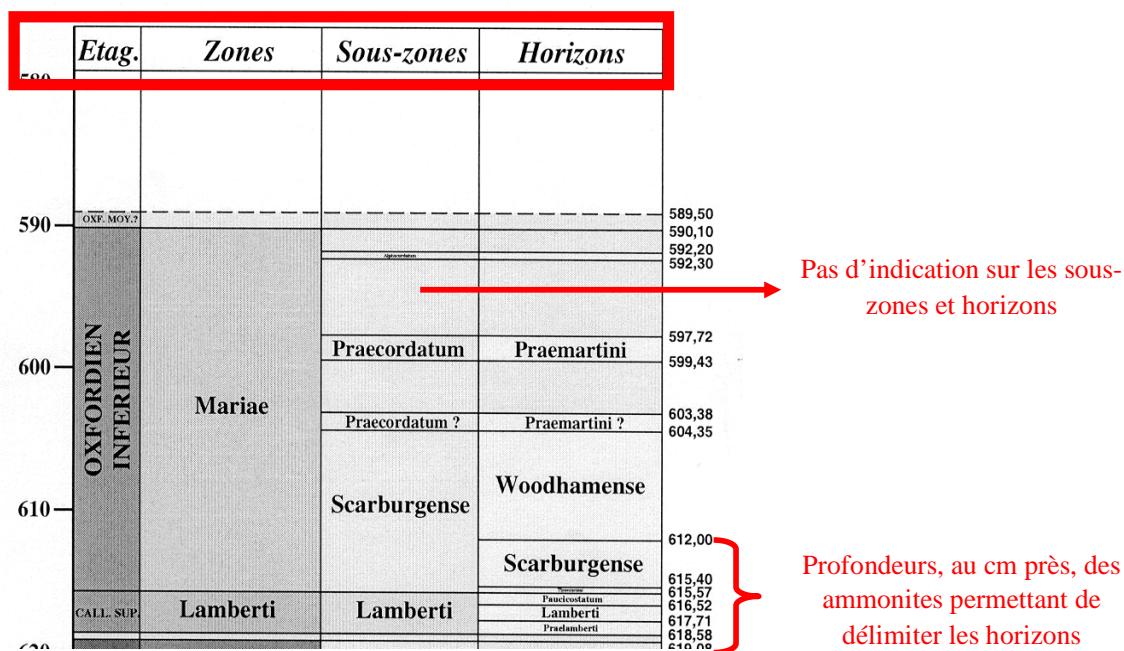 Etag. Zones Sous-zones Horizons
OXF. MOY.?
589,50
590
590,10
592,20
592,30
Pas d’indication sur les sous-
zones et horizons
597,72
Praecordatum Praemartini
599,43
600
OXFORDIEN
INFERIEUR
Mariae
603,38
Praecordatum ? Praemartini ?
604,35
Woodhamense
Scarburgense
610
612,00
Scarburgense
Profondeurs, au cm près, des
ammonites permettant de
délimiter les horizons
615,40
615,57
Paucicostatum
616,52
CALL. SUP. Lamberti Lamberti Lamberti
617,71
Praelamberti
618,58
619,08
620